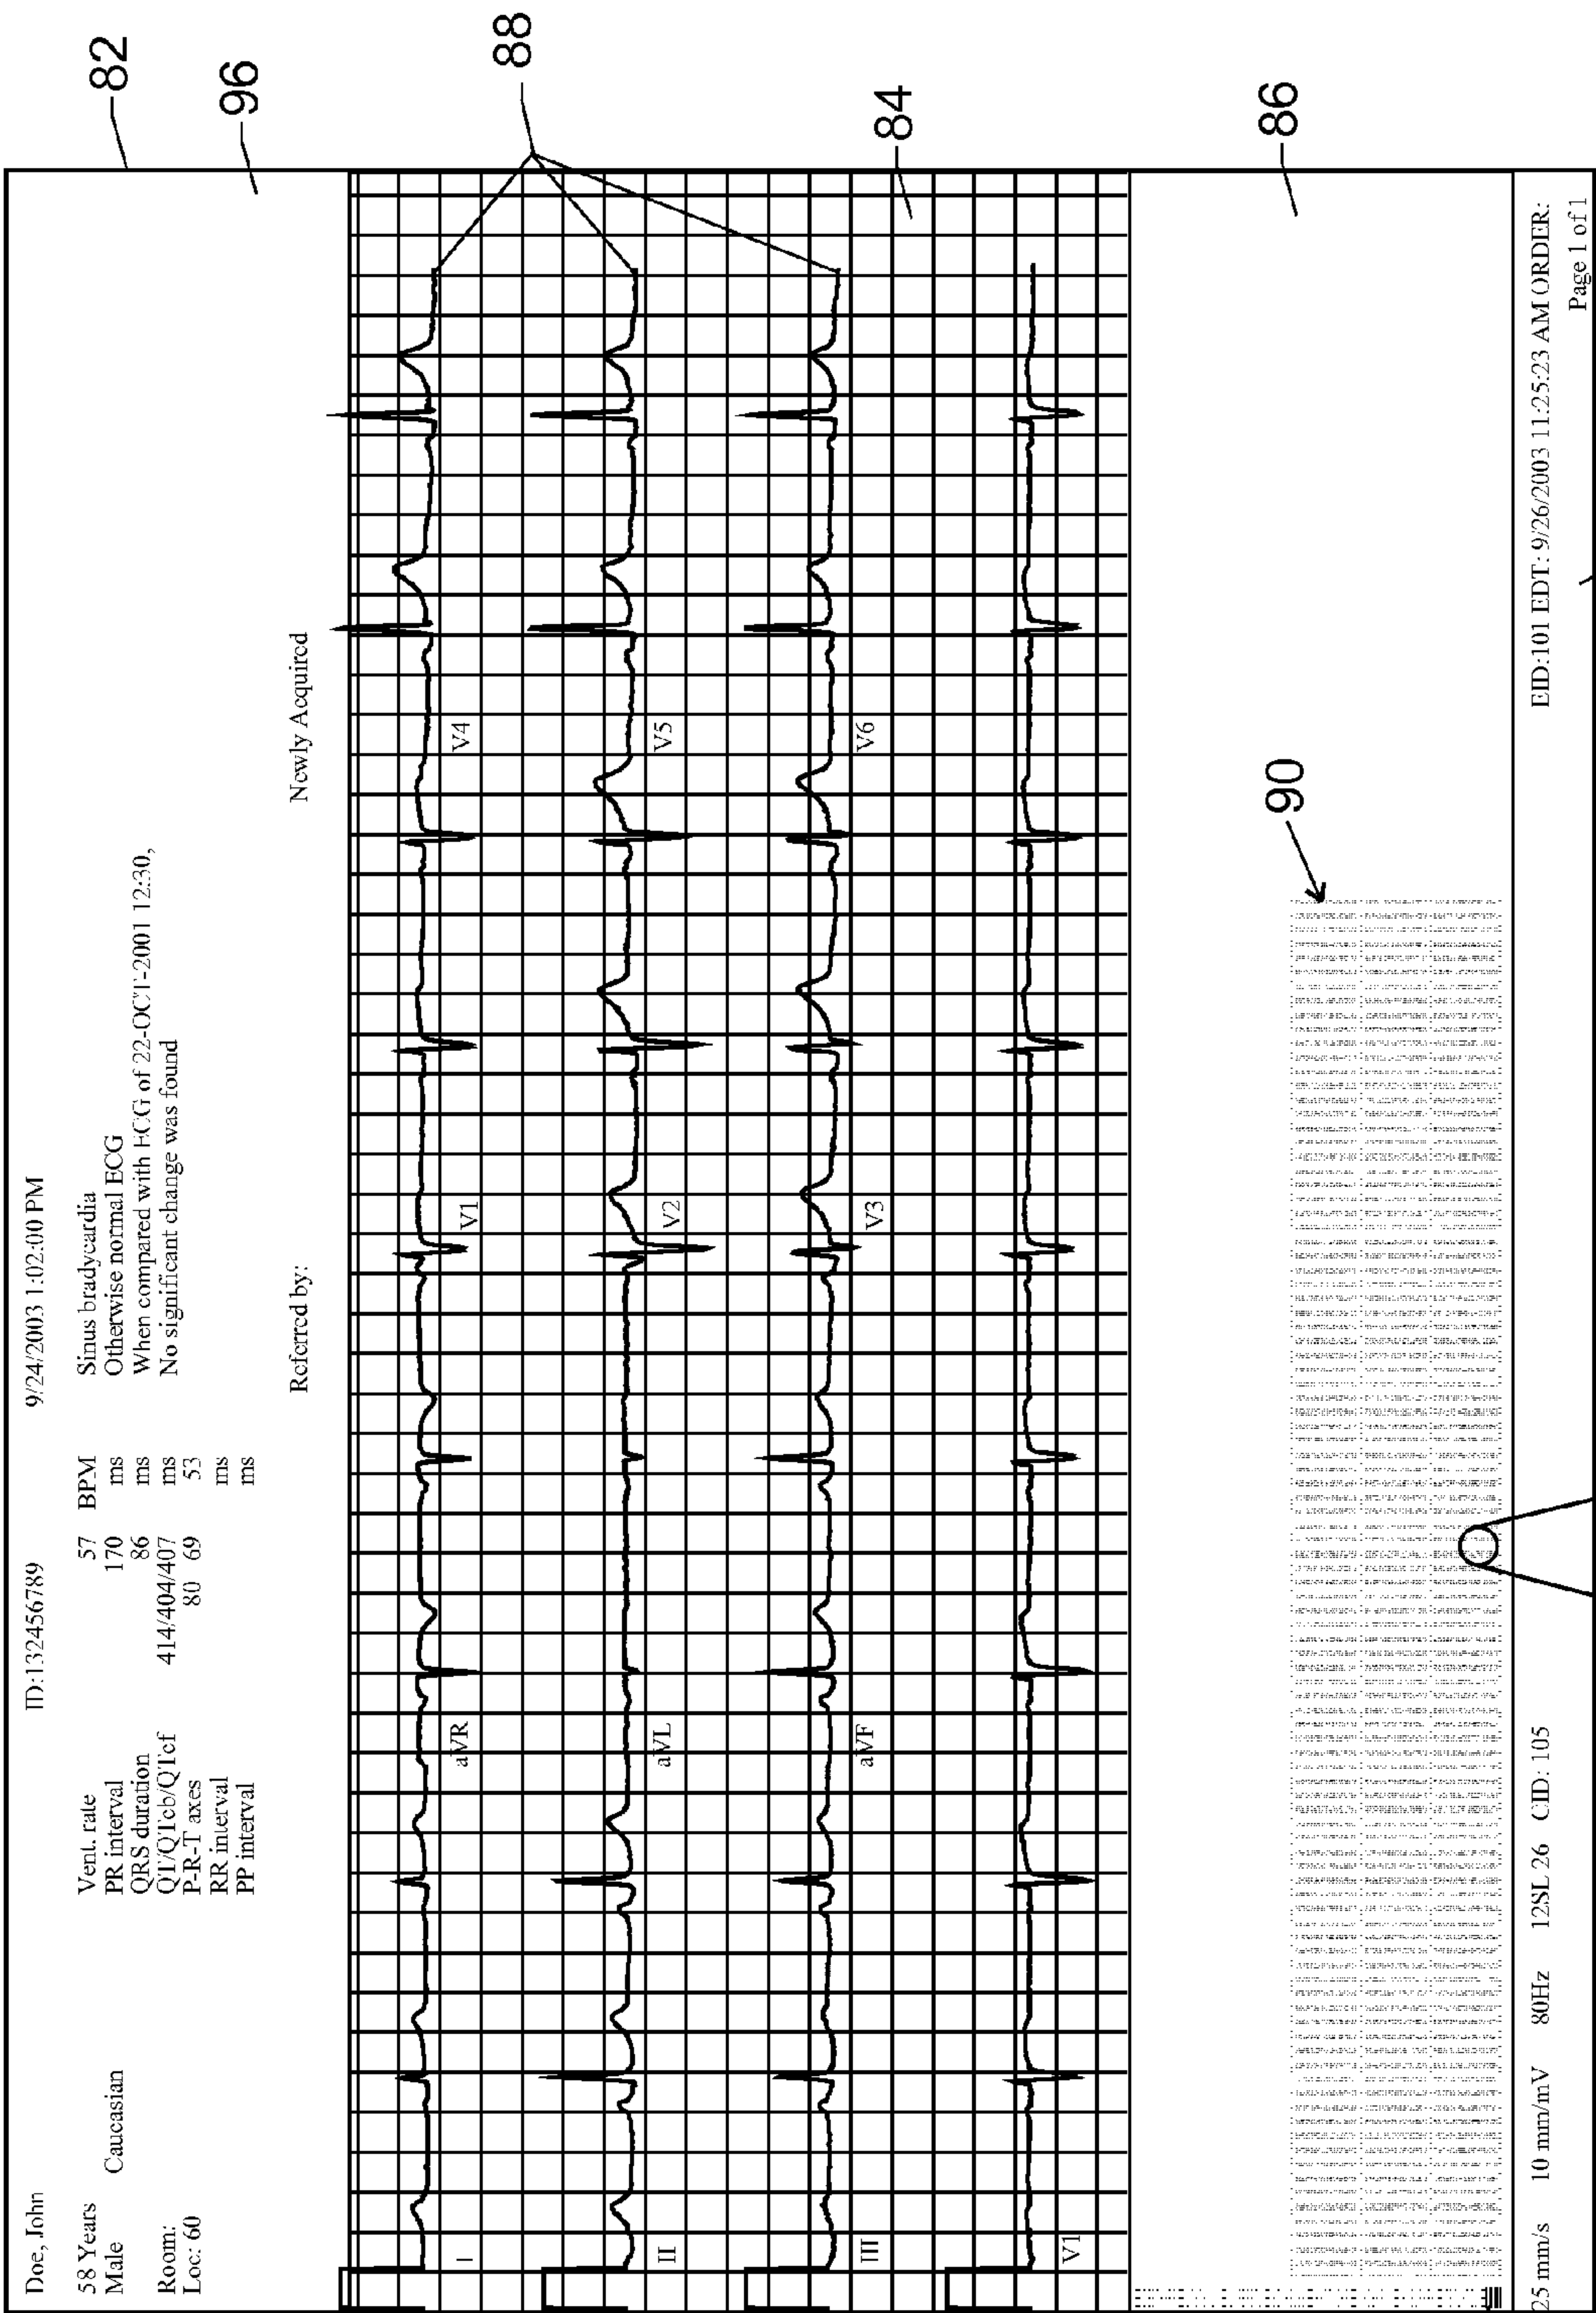 Doe, John ID:132456789 9/24/2003 1:02:00 PM
58 Years Vent. rate 57 BPM Sinus bradycardia
Male Caucasian PR interval 170 ms Otherwise normal ECG
QRS duration 86 ms When compared with ECG of 22-OCT-2001 12:30,
Room: QT/QTcb/QTcf 414/404/407 ms No significant change was found
Loc: 60 P-R-T axes 80 69 53
RR interval ms
PP interval ms
Referred by: Newly Acquired
I aVR V1 V4
II aVL V2 V5
III aVF V3 V6
V1
25 mm/s 10 mm/mV 80Hz 12SL 26 CD: 105 EID:101 EDT: 9/26/2003 11:25:23 AM ORDER:
Page 1 of 1
82
96
88
84
86
90